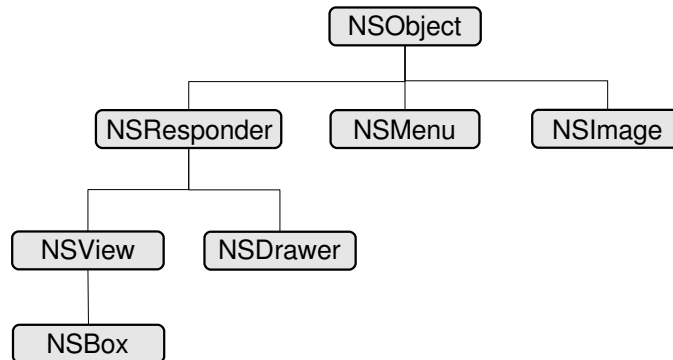 NSObject
NSResponder
NSMenu
NSImage
NSView
NSDrawer
NSBox